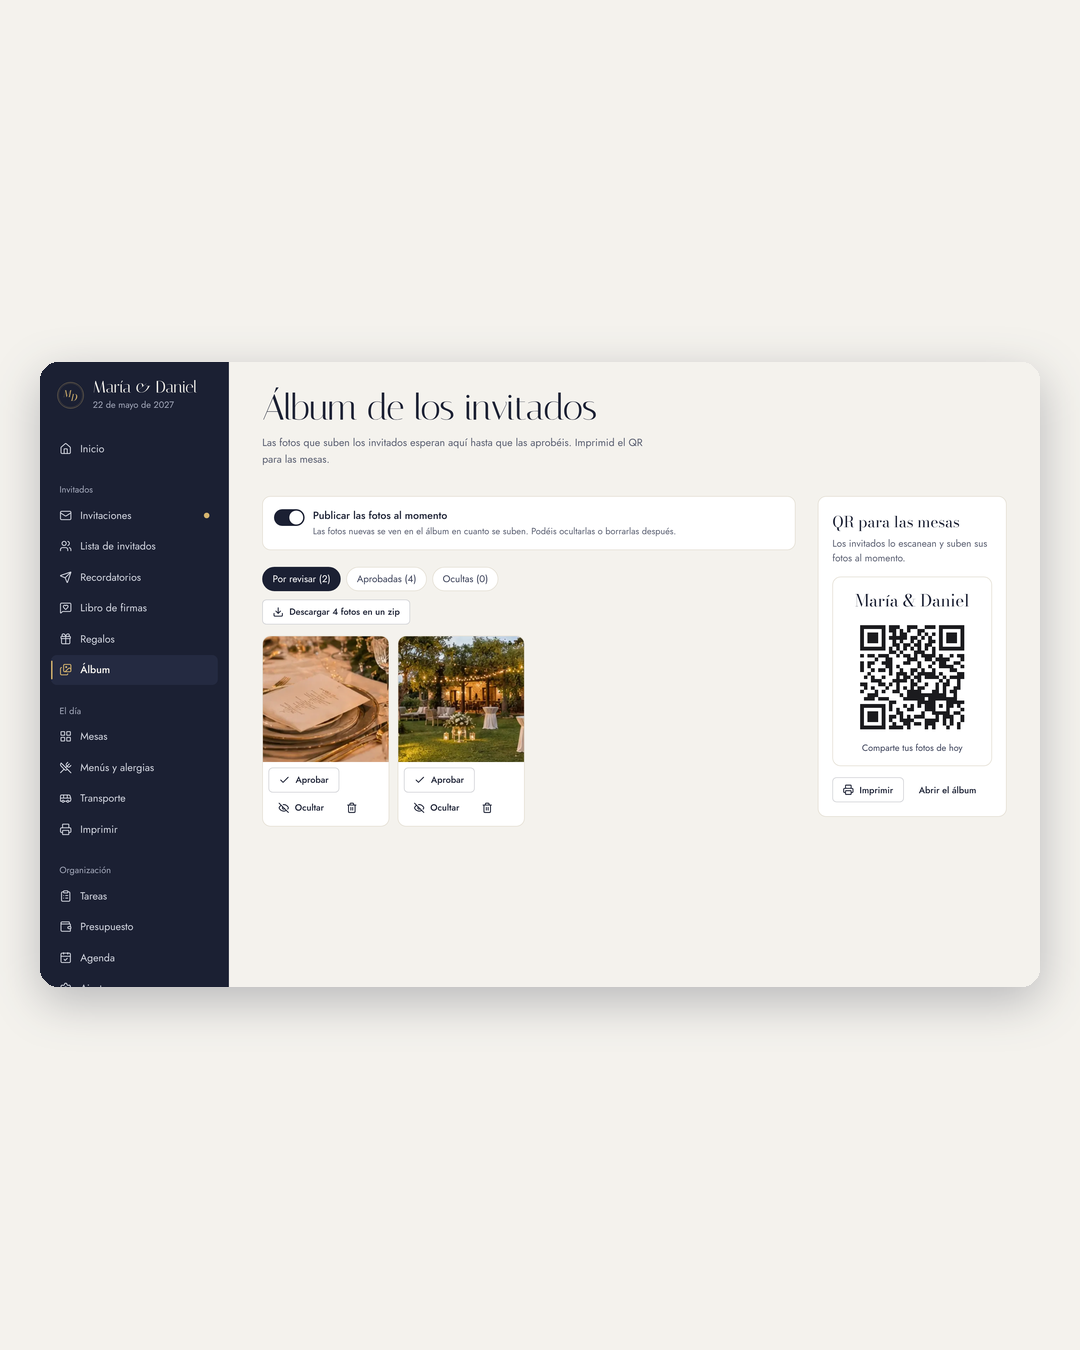 MD
María & Daniel
22 de mayo de 2027
Inicio
Invitados
Invitaciones
Lista de invitados
Recordatorios
Libro de firmas
Regalos
Álbum
El día
Mesas
Menús y alergias
Transporte
Imprimir
Organización
Tareas
Presupuesto
Agenda
Álbum de los invitados
Las fotos que suben los invitados esperan aquí hasta que las aprobéis. Imprimid el QR
para las mesas.
Publicar las fotos al momento
Las fotos nuevas se ven en el álbum en cuanto se suben. Podéis ocultarlas o borrarlas después.
Por revisar (2)
Aprobadas (4)
Ocultas (0)
Descargar 4 fotos en un zip
Aprobar
Ocultar
Aprobar
Ocultar
QR para las mesas
Los invitados lo escanean y suben sus
fotos al momento.
María & Daniel
Comparte tus fotos de hoy
Imprimir
Abrir el álbum